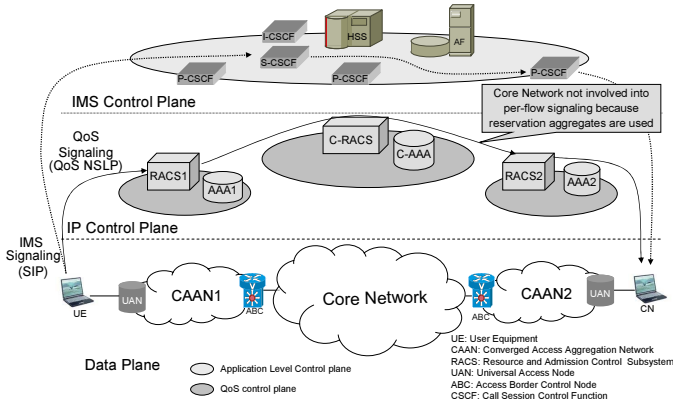 I-CSCF
HSS
AF
S-CSCF
P-CSCF
P-CSCF
P-CSCF
IMS Control Plane
Core Network not involved into
per-flow signaling because
reservation aggregates are used
QoS
Signaling
(QoS NSLP)
C-RACS
C-AAA
RACS1
AAA1
RACS2
AAA2
IP Control Plane
IMS
Signaling
(SIP)
UE
UAN
CAAN1
ABC
Core Network
ABC
CAAN2
UAN
CN
Data Plane
Application Level Control plane
QoS control plane
UE: User Equipment
CAAN: Converged Access Aggregation Network
RACS: Resource and Admission Control Subsystem
UAN: Universal Access Node
ABC: Access Border Control Node
CSCF: Call Session Control Function